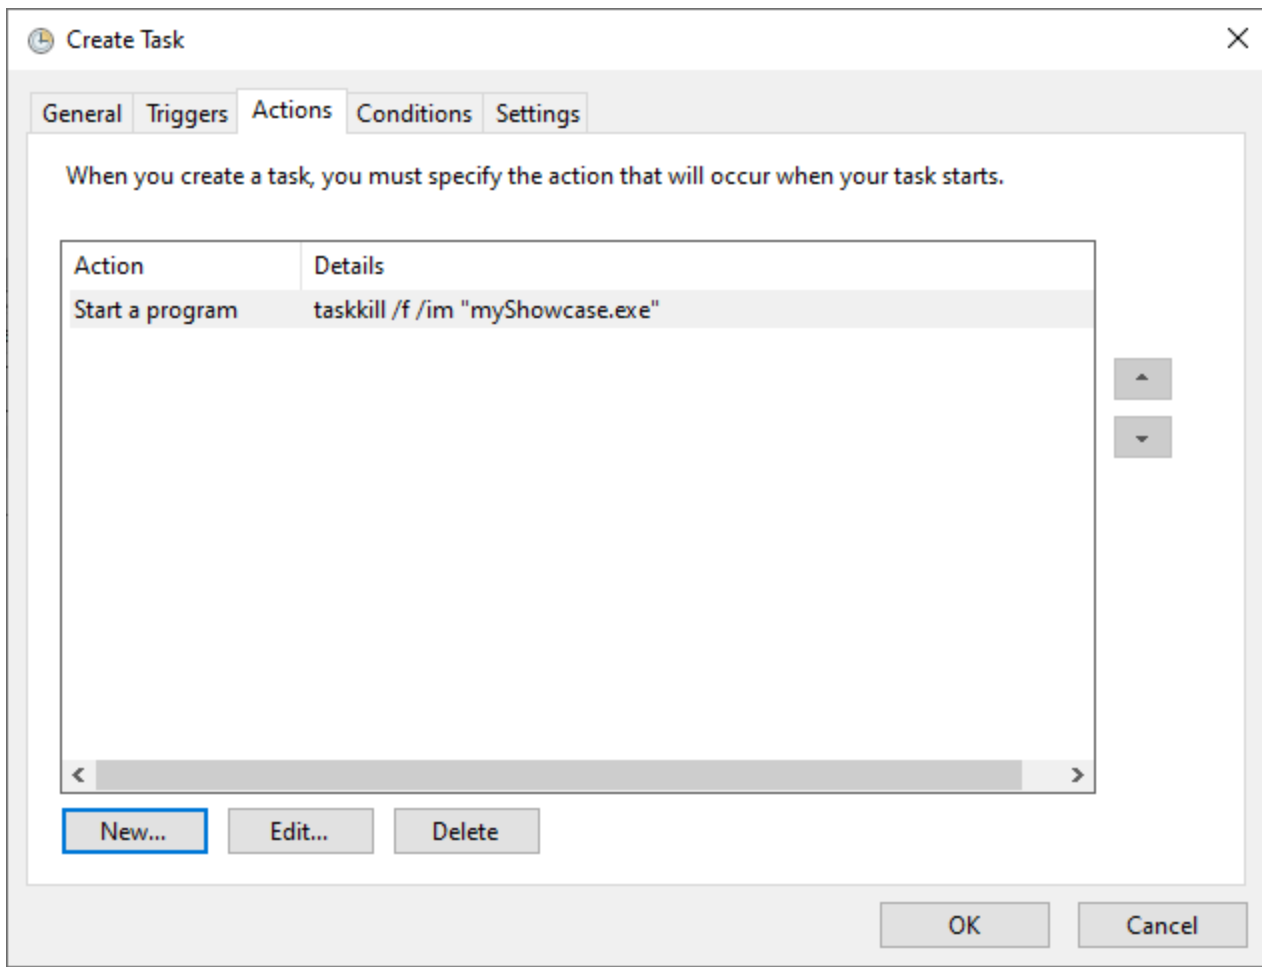 Create Task
General Triggers Actions Conditions Settings
When you create a task, you must specify the action that will occur when your task starts.
Action Details
Start a program taskkill /f /im "myShowcase.exe"
New... Edit... Delete
OK Cancel